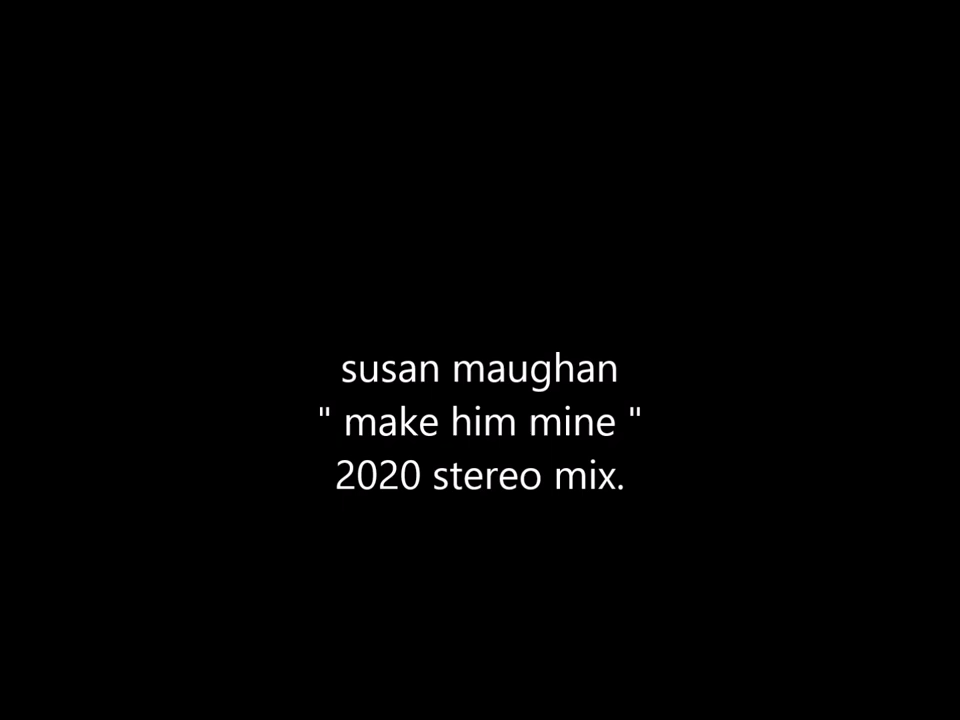 susan maughan
" make him mine "
2020 stereo mix.